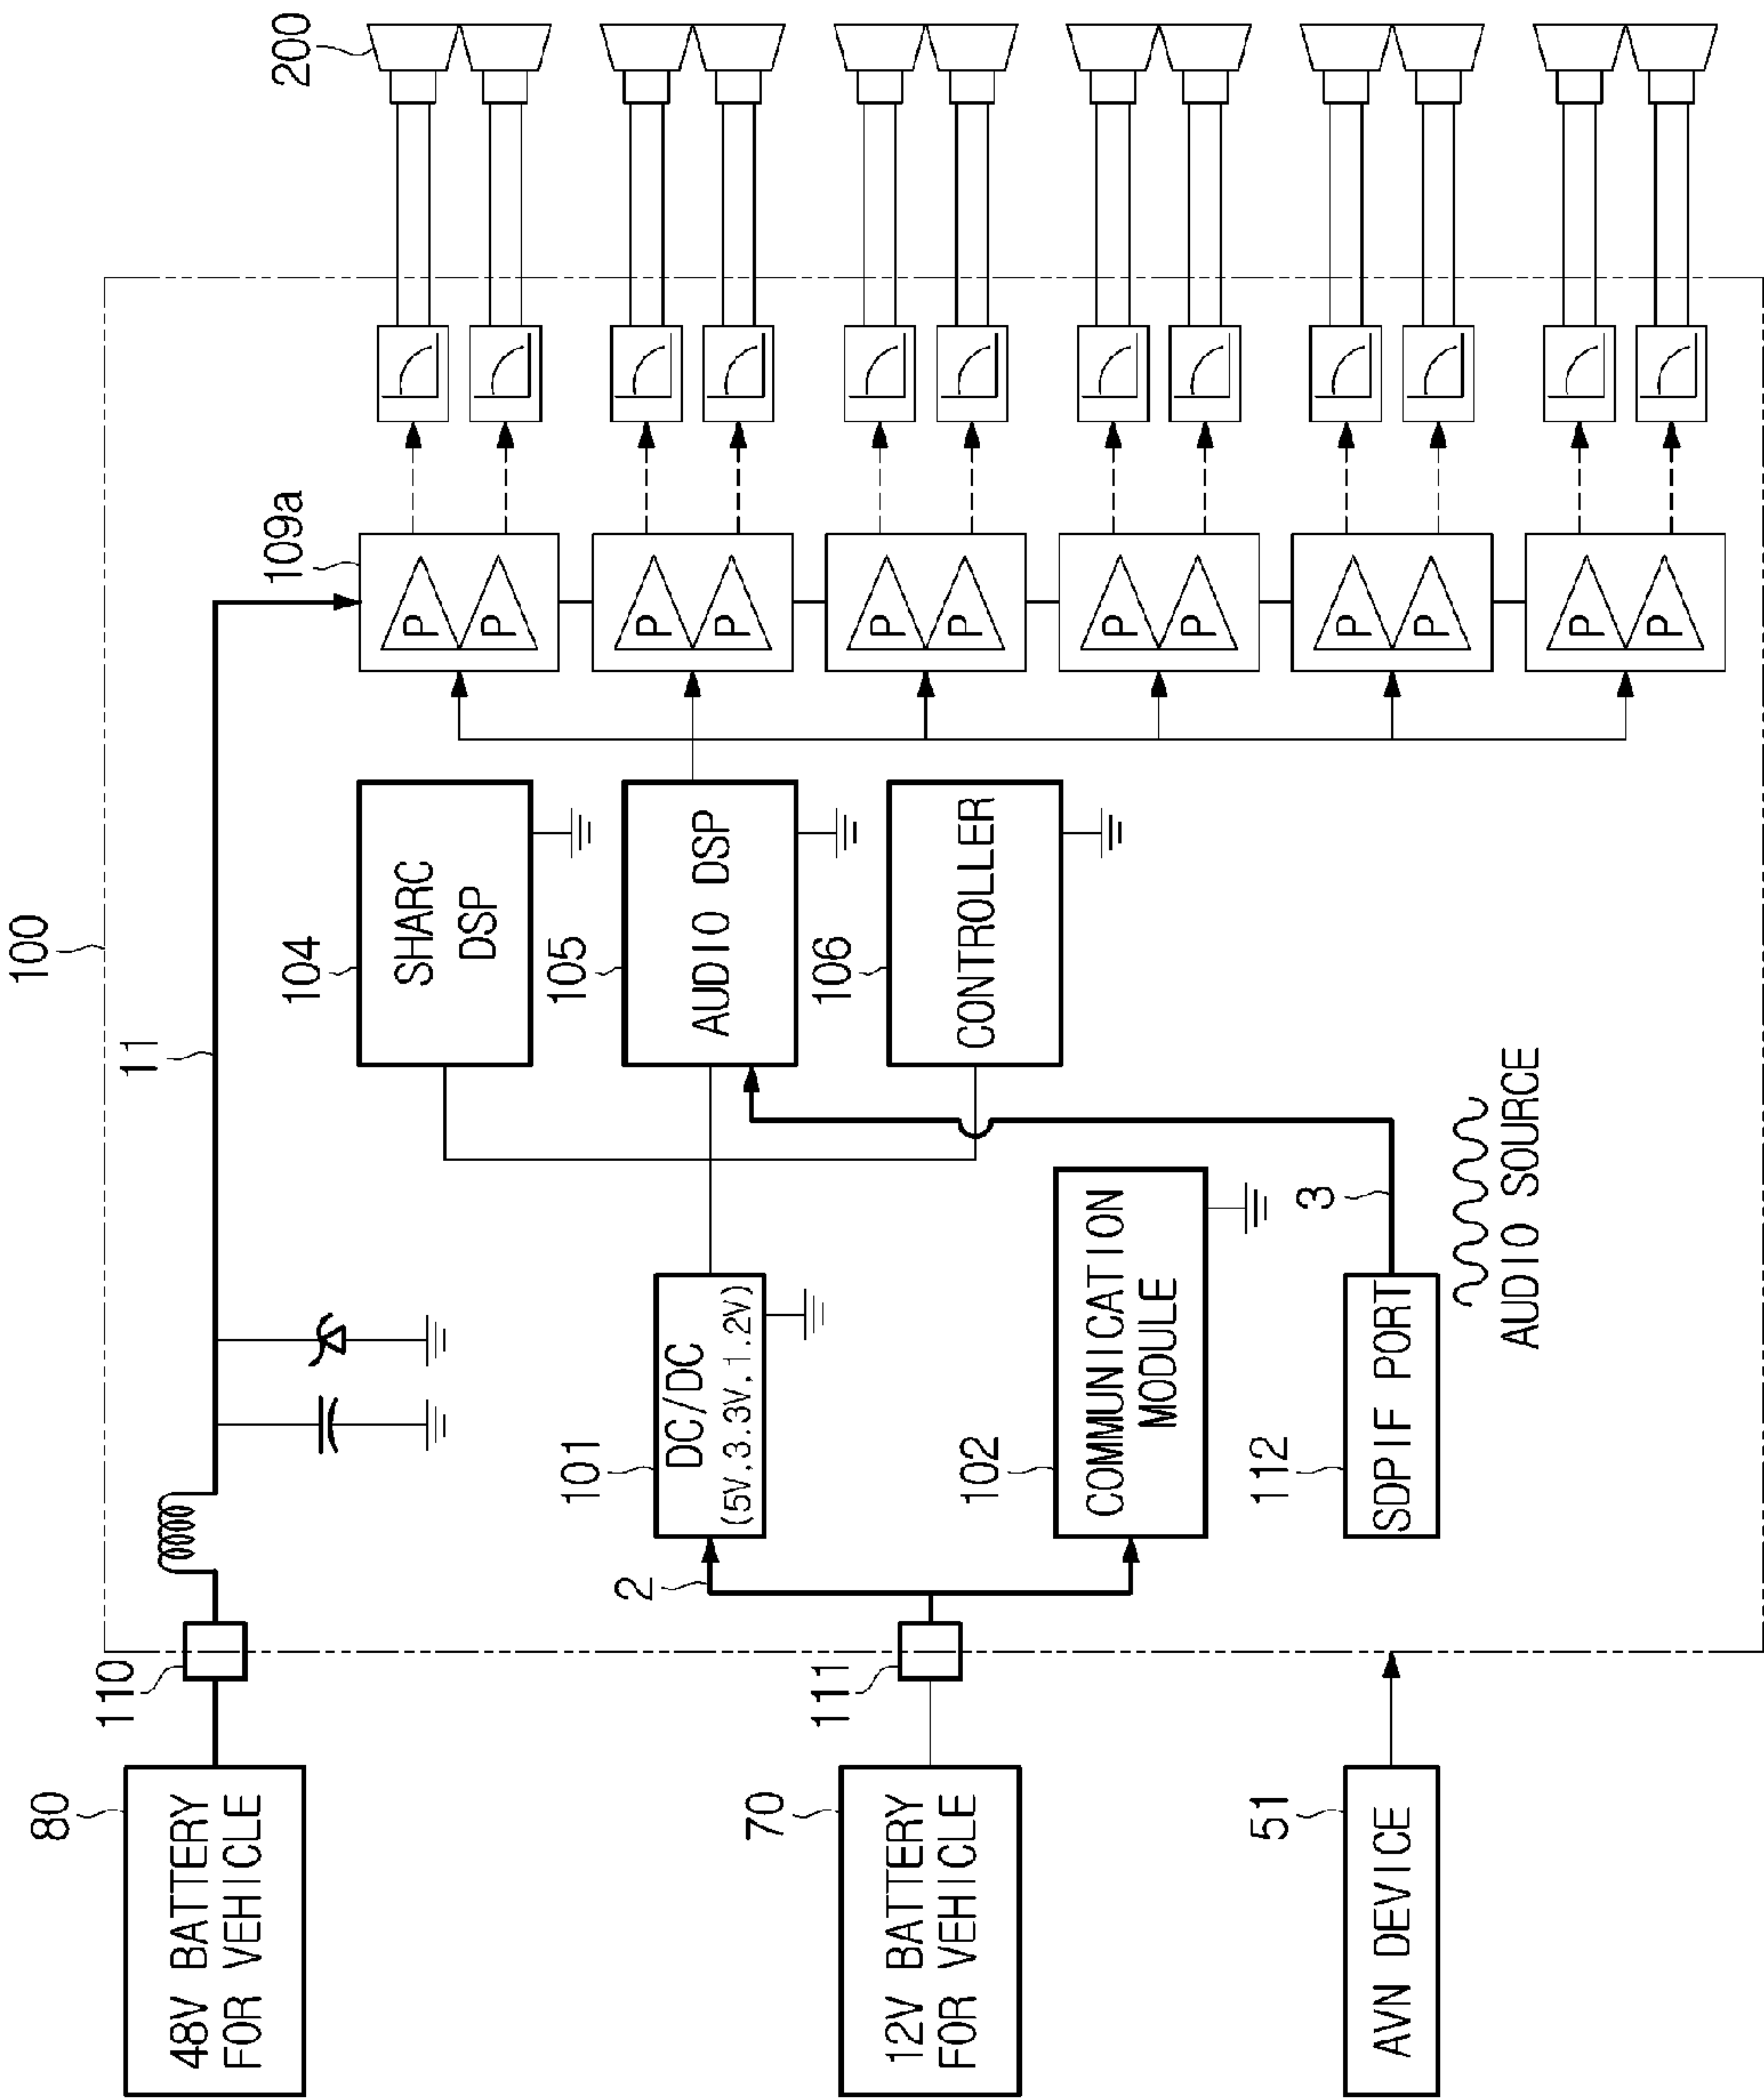 100
80
48V BATTERY
FOR VEHICLE
110
11
109a
200
104
SHARC
DSP
105
AUDIO DSP
106
CONTROLLER
P
P
P
P
P
P
P
P
P
P
P
P
70
12V BATTERY
FOR VEHICLE
111
2
101
DC/DC
(5V,3.3V,1.2V)
102
COMMUNICATION
MODULE
51
AVN DEVICE
112
SDPIF PORT
3
AUDIO SOURCE